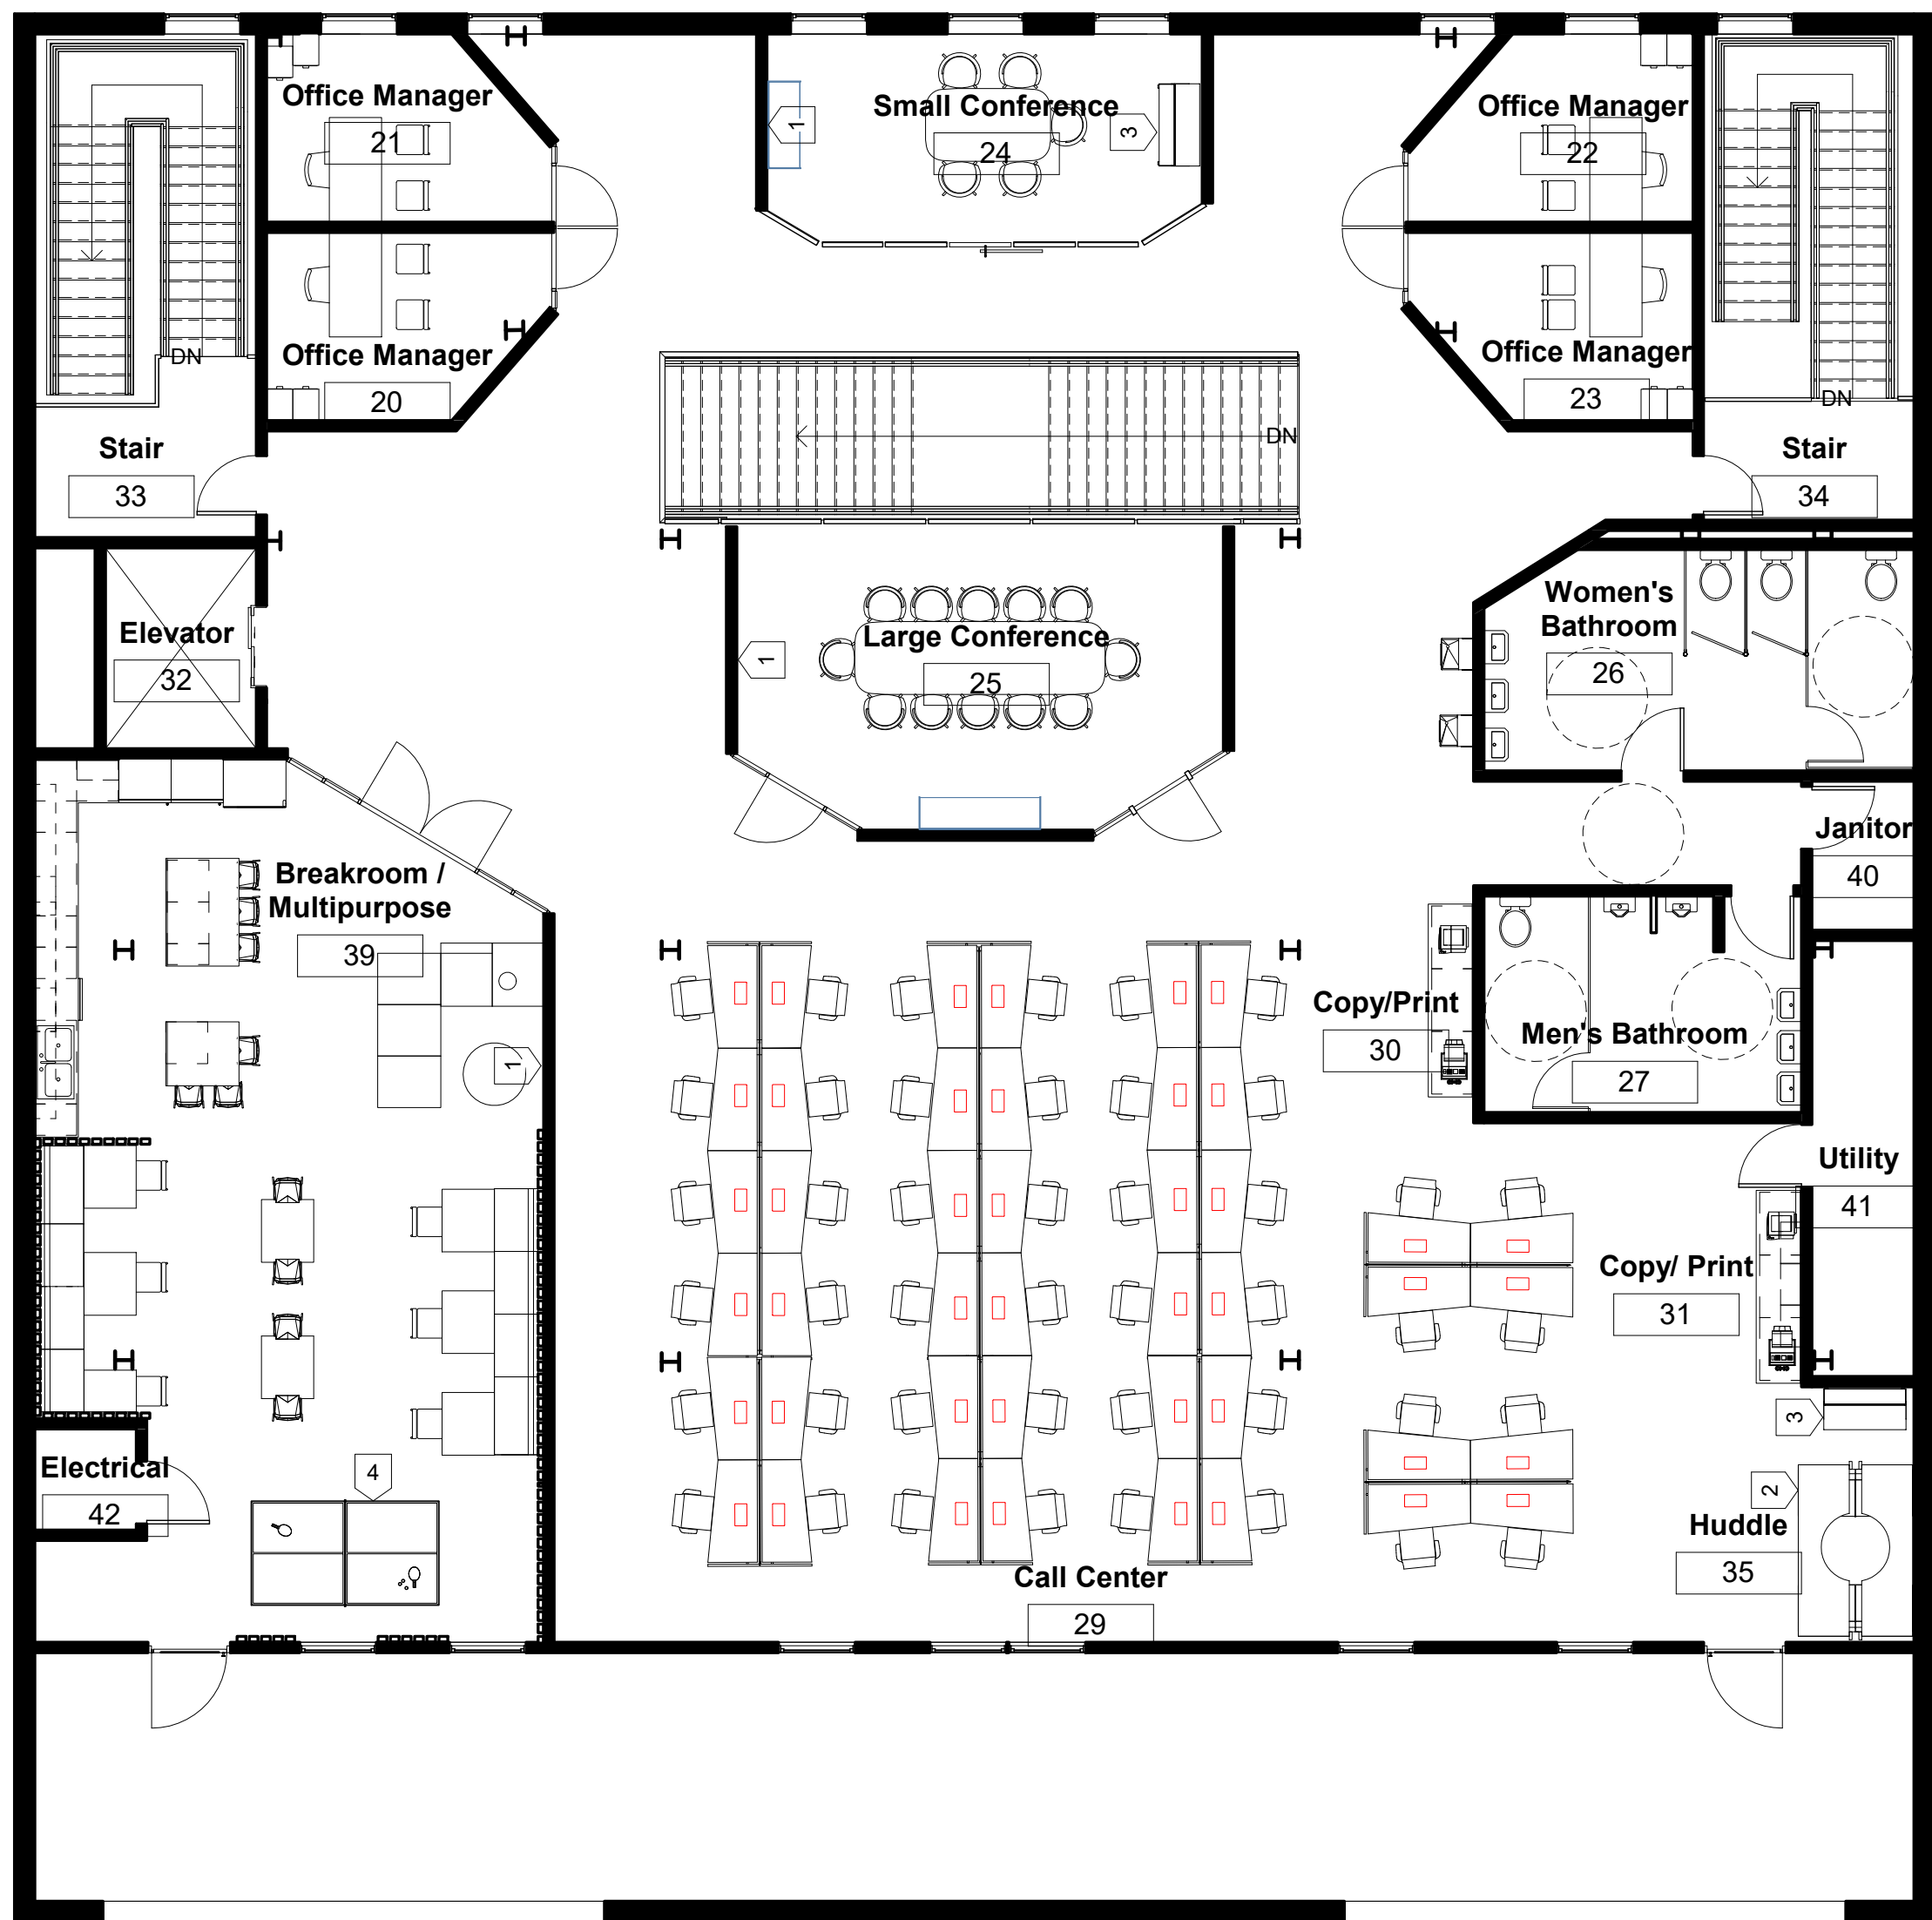 Office Manager
21
Small Conference
24
1
3
Office Manager
22
DN
Office Manager
20
Office Manager
23
DN
DN
Stair
33
Stair
34
Elevator
32
Large Conference
25
1
Women's
Bathroom
26
Janitor
40
Breakroom /
Multipurpose
39
1
Copy/Print
30
Men's Bathroom
27
Utility
41
Copy/ Print
31
3
Electrical
42
4
2
Huddle
35
Call Center
29